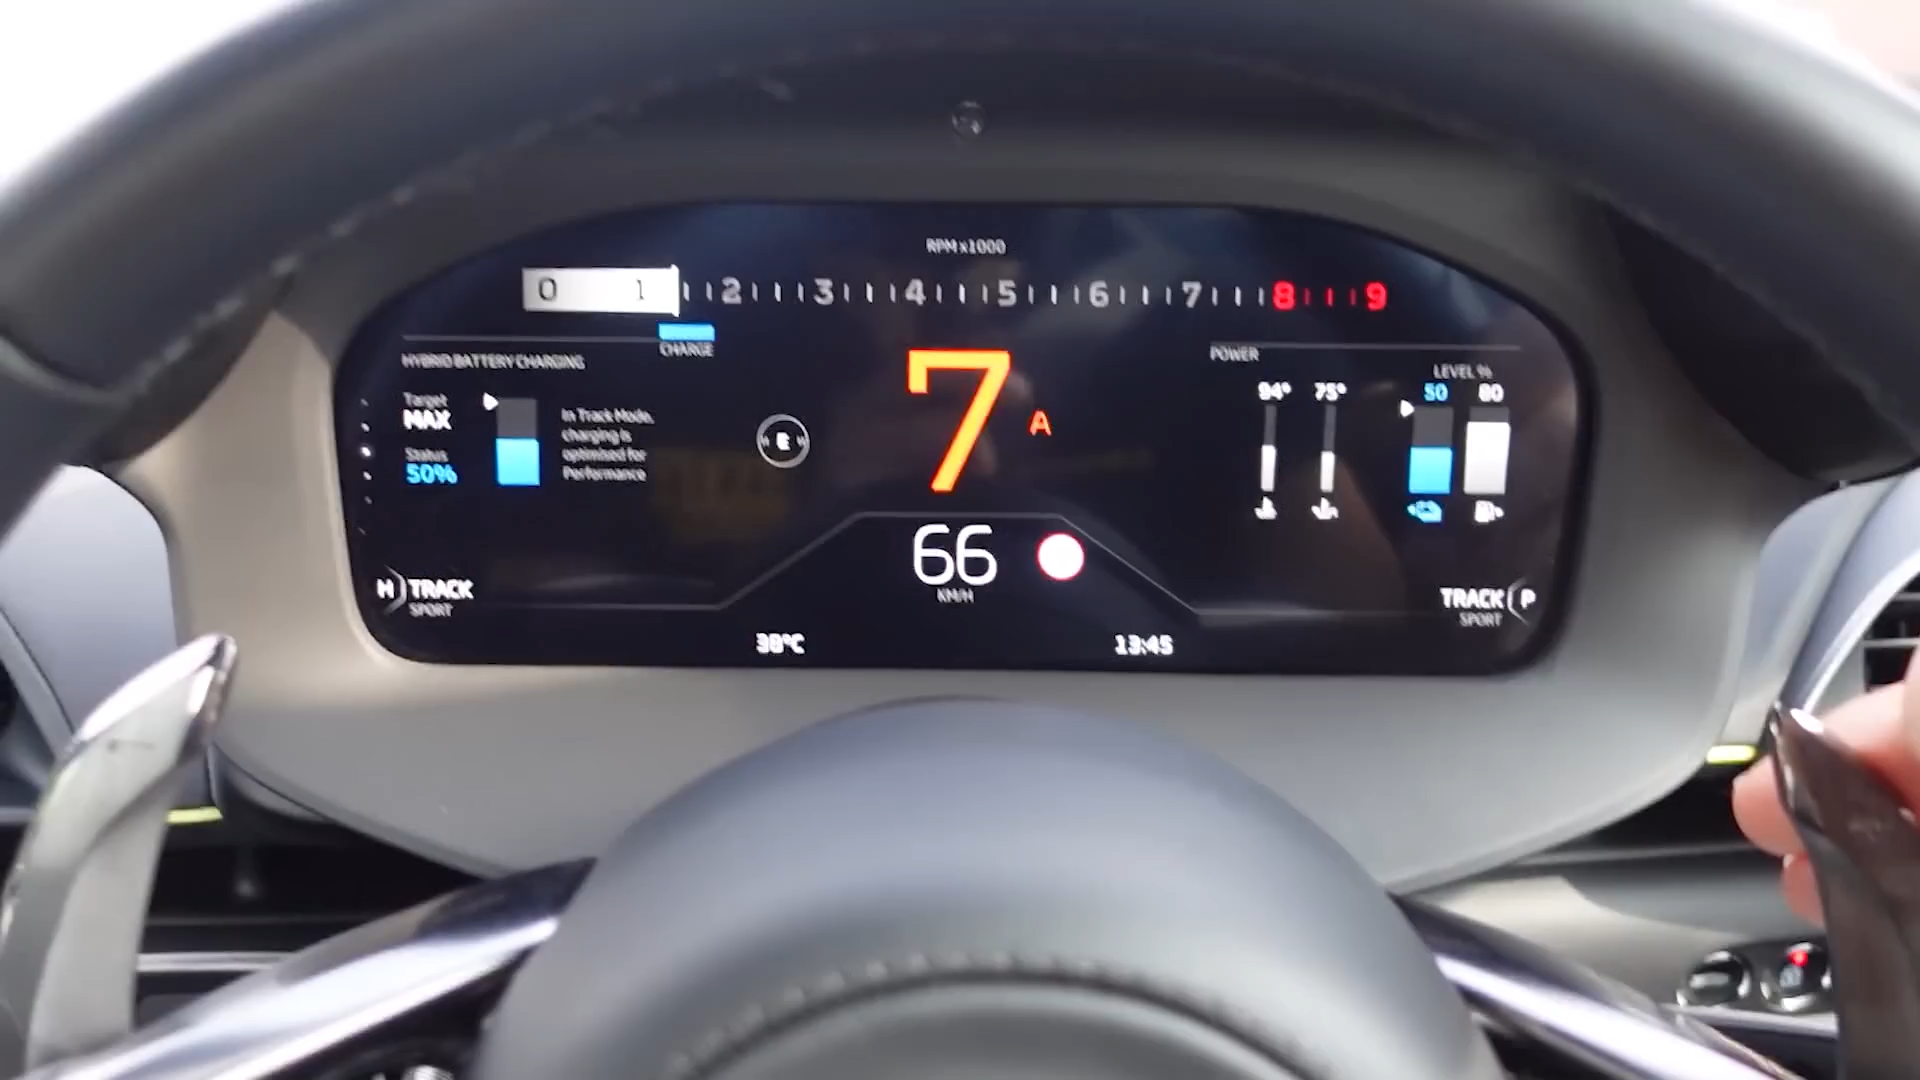 RPM x1000
0 1 2 3 4 5 6 7 8 9
CHARGE
HYBRID BATTERY CHARGING
Target
MAX
Status
50%
In Track Mode,
charging is
optimised for
Performance
E
7 A
66
KM/H
POWER
LEVEL %
94° 75° 50 80
H TRACK
SPORT
TRACK P
SPORT
38°C
13:45